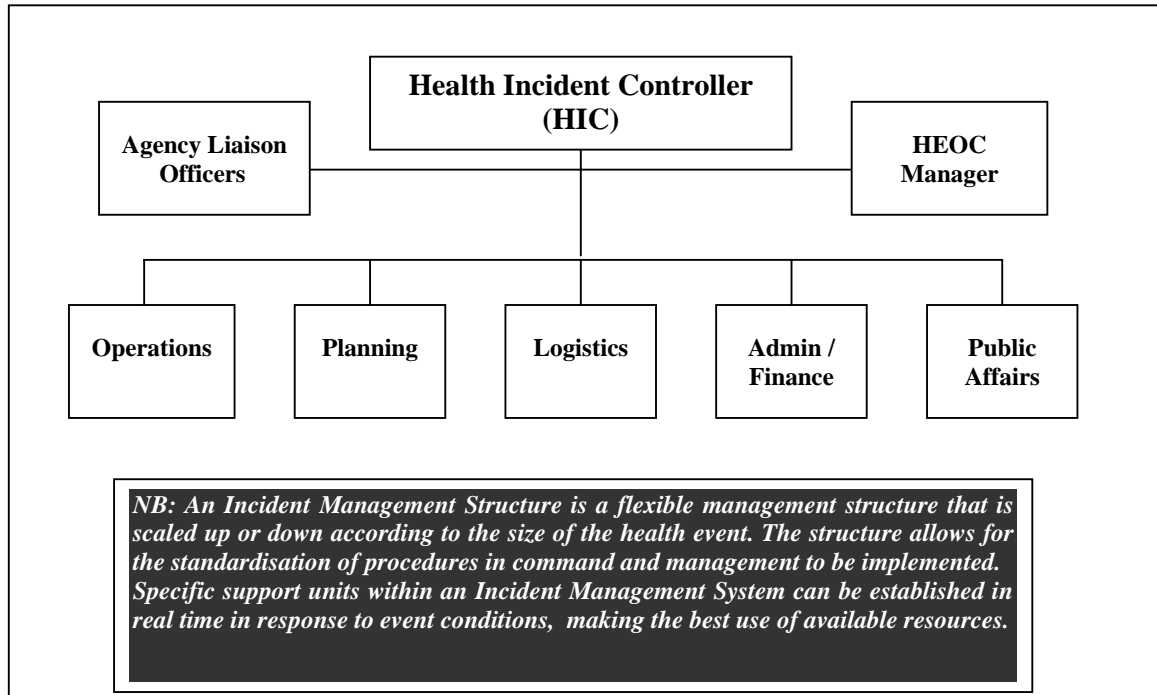 Health Incident Controller
(HIC)
Agency Liaison
Officers
HEOC
Manager
Operations
Planning
Logistics
Admin /
Finance
Public
Affairs
NB: An Incident Management Structure is a flexible management structure that is
scaled up or down according to the size of the health event. The structure allows for
the standardisation of procedures in command and management to be implemented.
Specific support units within an Incident Management System can be established in
real time in response to event conditions, making the best use of available resources.